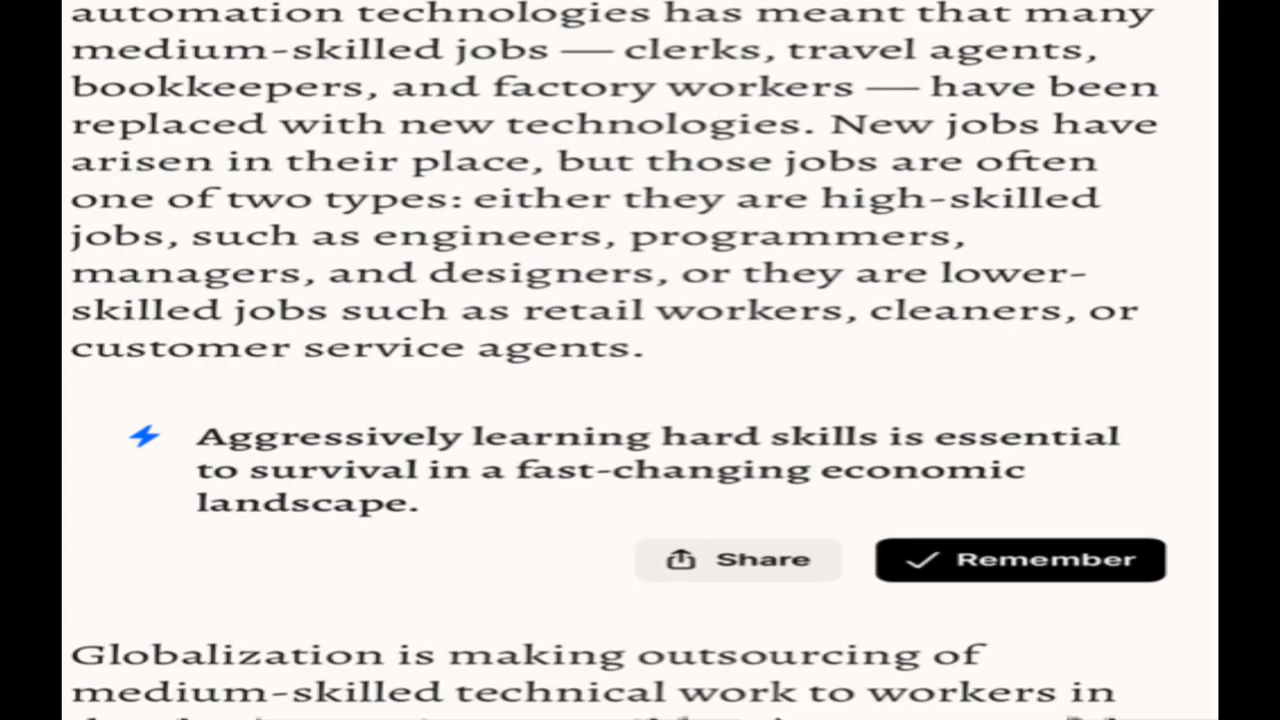 automation technologies has meant that many
medium-skilled jobs — clerks, travel agents,
bookkeepers, and factory workers — have been
replaced with new technologies. New jobs have
arisen in their place, but those jobs are often
one of two types: either they are high-skilled
jobs, such as engineers, programmers,
managers, and designers, or they are lower-
skilled jobs such as retail workers, cleaners, or
customer service agents.
Aggressively learning hard skills is essential
to survival in a fast-changing economic
landscape.
Share
Remember
Globalization is making outsourcing of
medium-skilled technical work to workers in